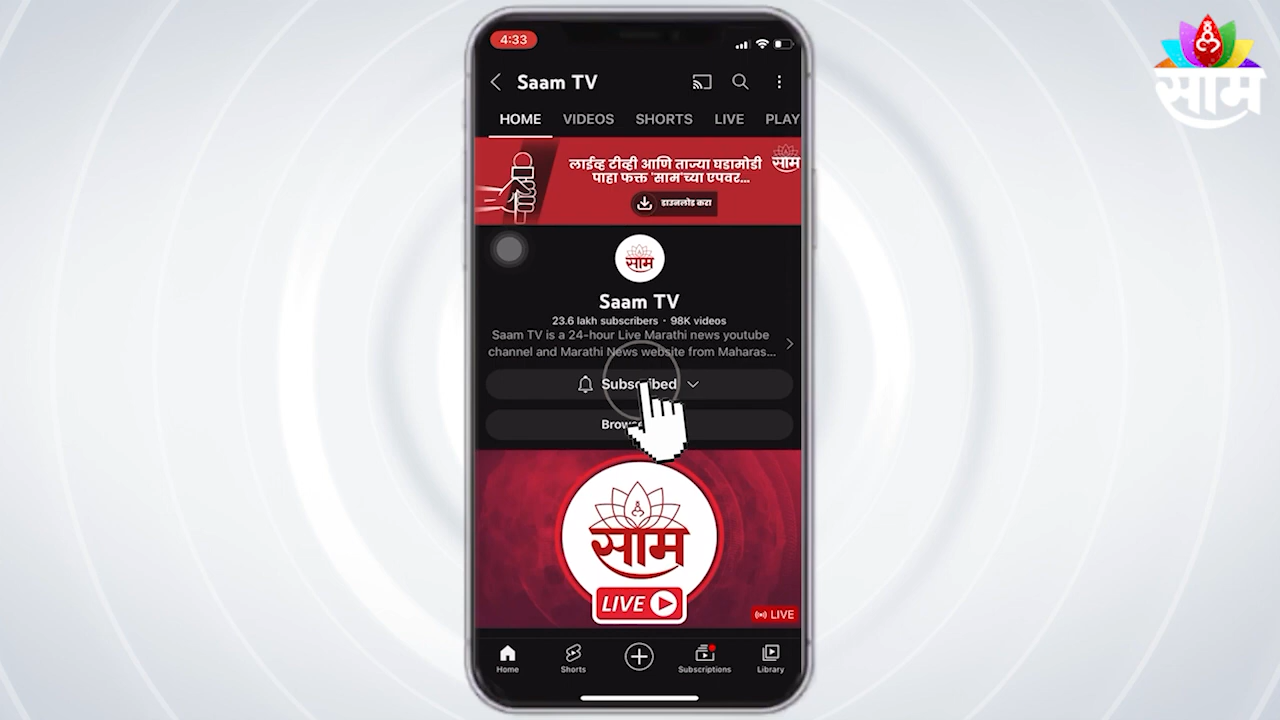 4:33
साम
Saam TV
HOME VIDEOS SHORTS LIVE PLAY
लाईव्ह टीव्ही आणि ताज्या घडामोडी
पाहा फक्त 'साम'च्या एपवर...
साम
डाउनलोड करा
साम
Saam TV
23.6 lakh subscribers · 98K videos
Saam TV is a 24-hour Live Marathi news youtube
channel and Marathi News website from Maharas...
Subscribed
साम
LIVE
LIVE
Home Shorts Subscriptions Library